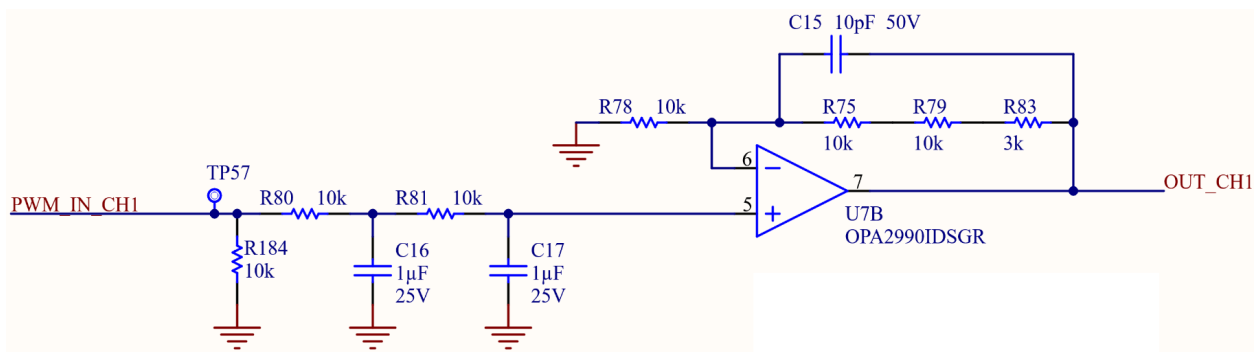 C15 10pF 50V
R78 10k
R75
R79
R83
10k
10k
3k
TP57
6
PWM_IN_CH1
R80 10k
R81 10k
7
OUT_CH1
5
U7B
OPA2990IDSGR
R184
10k
C16
1µF
25V
C17
1µF
25V